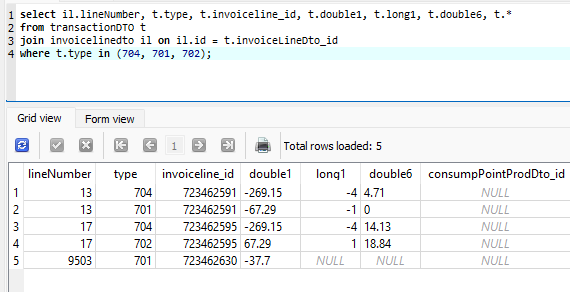 1 select il.lineNumber, t.type, t.invoiceline_id, t.double1, t.long1, t.double6, t.*
2 from transactionDTO t
3 join invoicelinedto il on il.id = t.invoiceLineDto_id
4 where t.type in (704, 701, 702);
Grid view Form view
1 Total rows loaded: 5
lineNumber type invoiceline_id double1 long1 double6 consumpPointProdDto_id
1 13 704 723462591 -269.15 -4 4.71 NULL
2 13 701 723462591 -67.29 -1 0 NULL
3 17 704 723462595 -269.15 -4 14.13 NULL
4 17 702 723462595 67.29 1 18.84 NULL
5 9503 701 723462630 -37.7 NULL NULL NULL